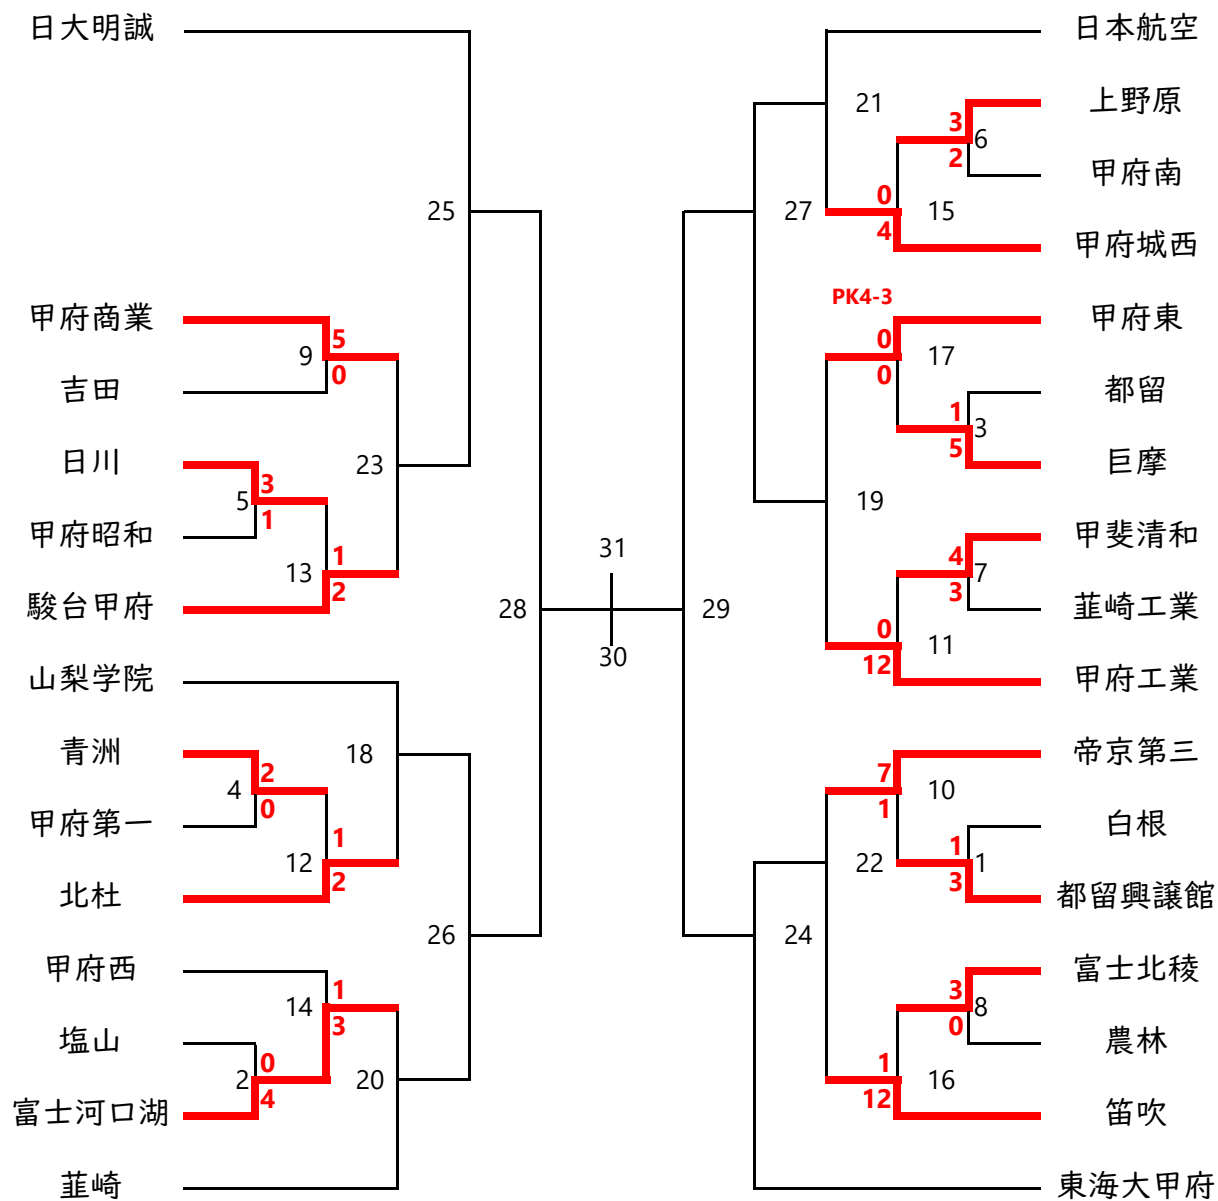 日大明誠
甲府商業
吉田
日川
甲府昭和
駿台甲府
山梨学院
青洲
甲府第一
北杜
甲府西
塩山
富士河口湖
韮崎
25
9
5
0
23
5
3
1
13
1
2
28
18
4
2
0
12
1
2
26
14
1
3
2
0
4
20
31
30
29
21
3
6
2
27
0
15
4
PK4-3
0
17
0
1
3
5
19
4
7
3
0
11
12
7
10
1
22
1
1
3
24
3
8
0
1
16
12
日本航空
上野原
甲府南
甲府城西
甲府東
都留
巨摩
甲斐清和
韮崎工業
甲府工業
帝京第三
白根
都留興譲館
富士北稜
農林
笛吹
東海大甲府